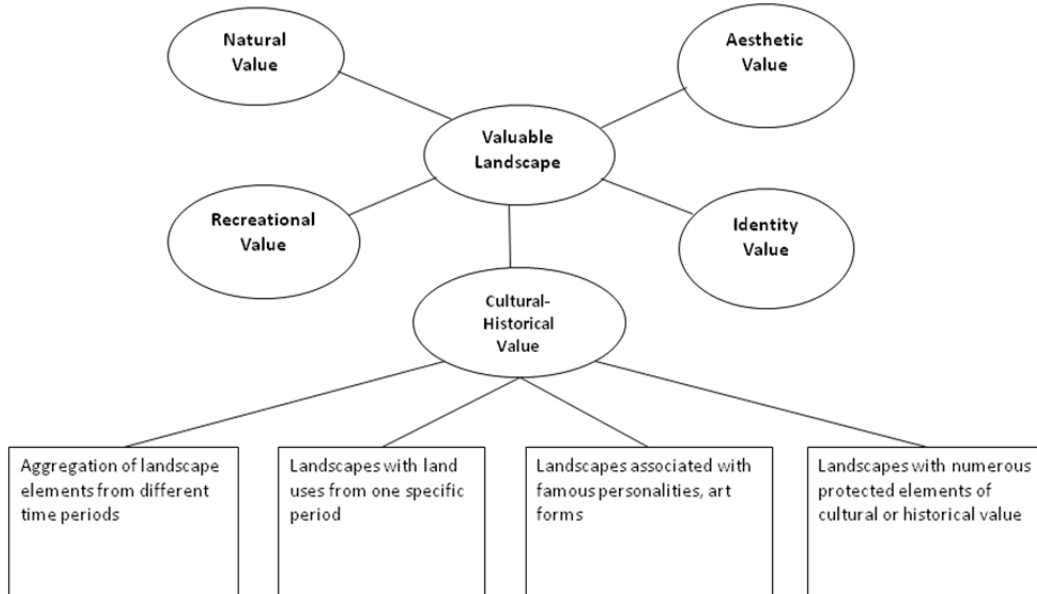 Natural
Value
Aesthetic
Value
Valuable
Landscape
Recreational
Value
Identity
Value
Cultural-
Historical
Value
Aggregation of landscape
elements from different
time periods
Landscapes with land
uses from one specific
period
Landscapes associated with
famous personalities, art
forms
Landscapes with numerous
protected elements of
cultural or historical value